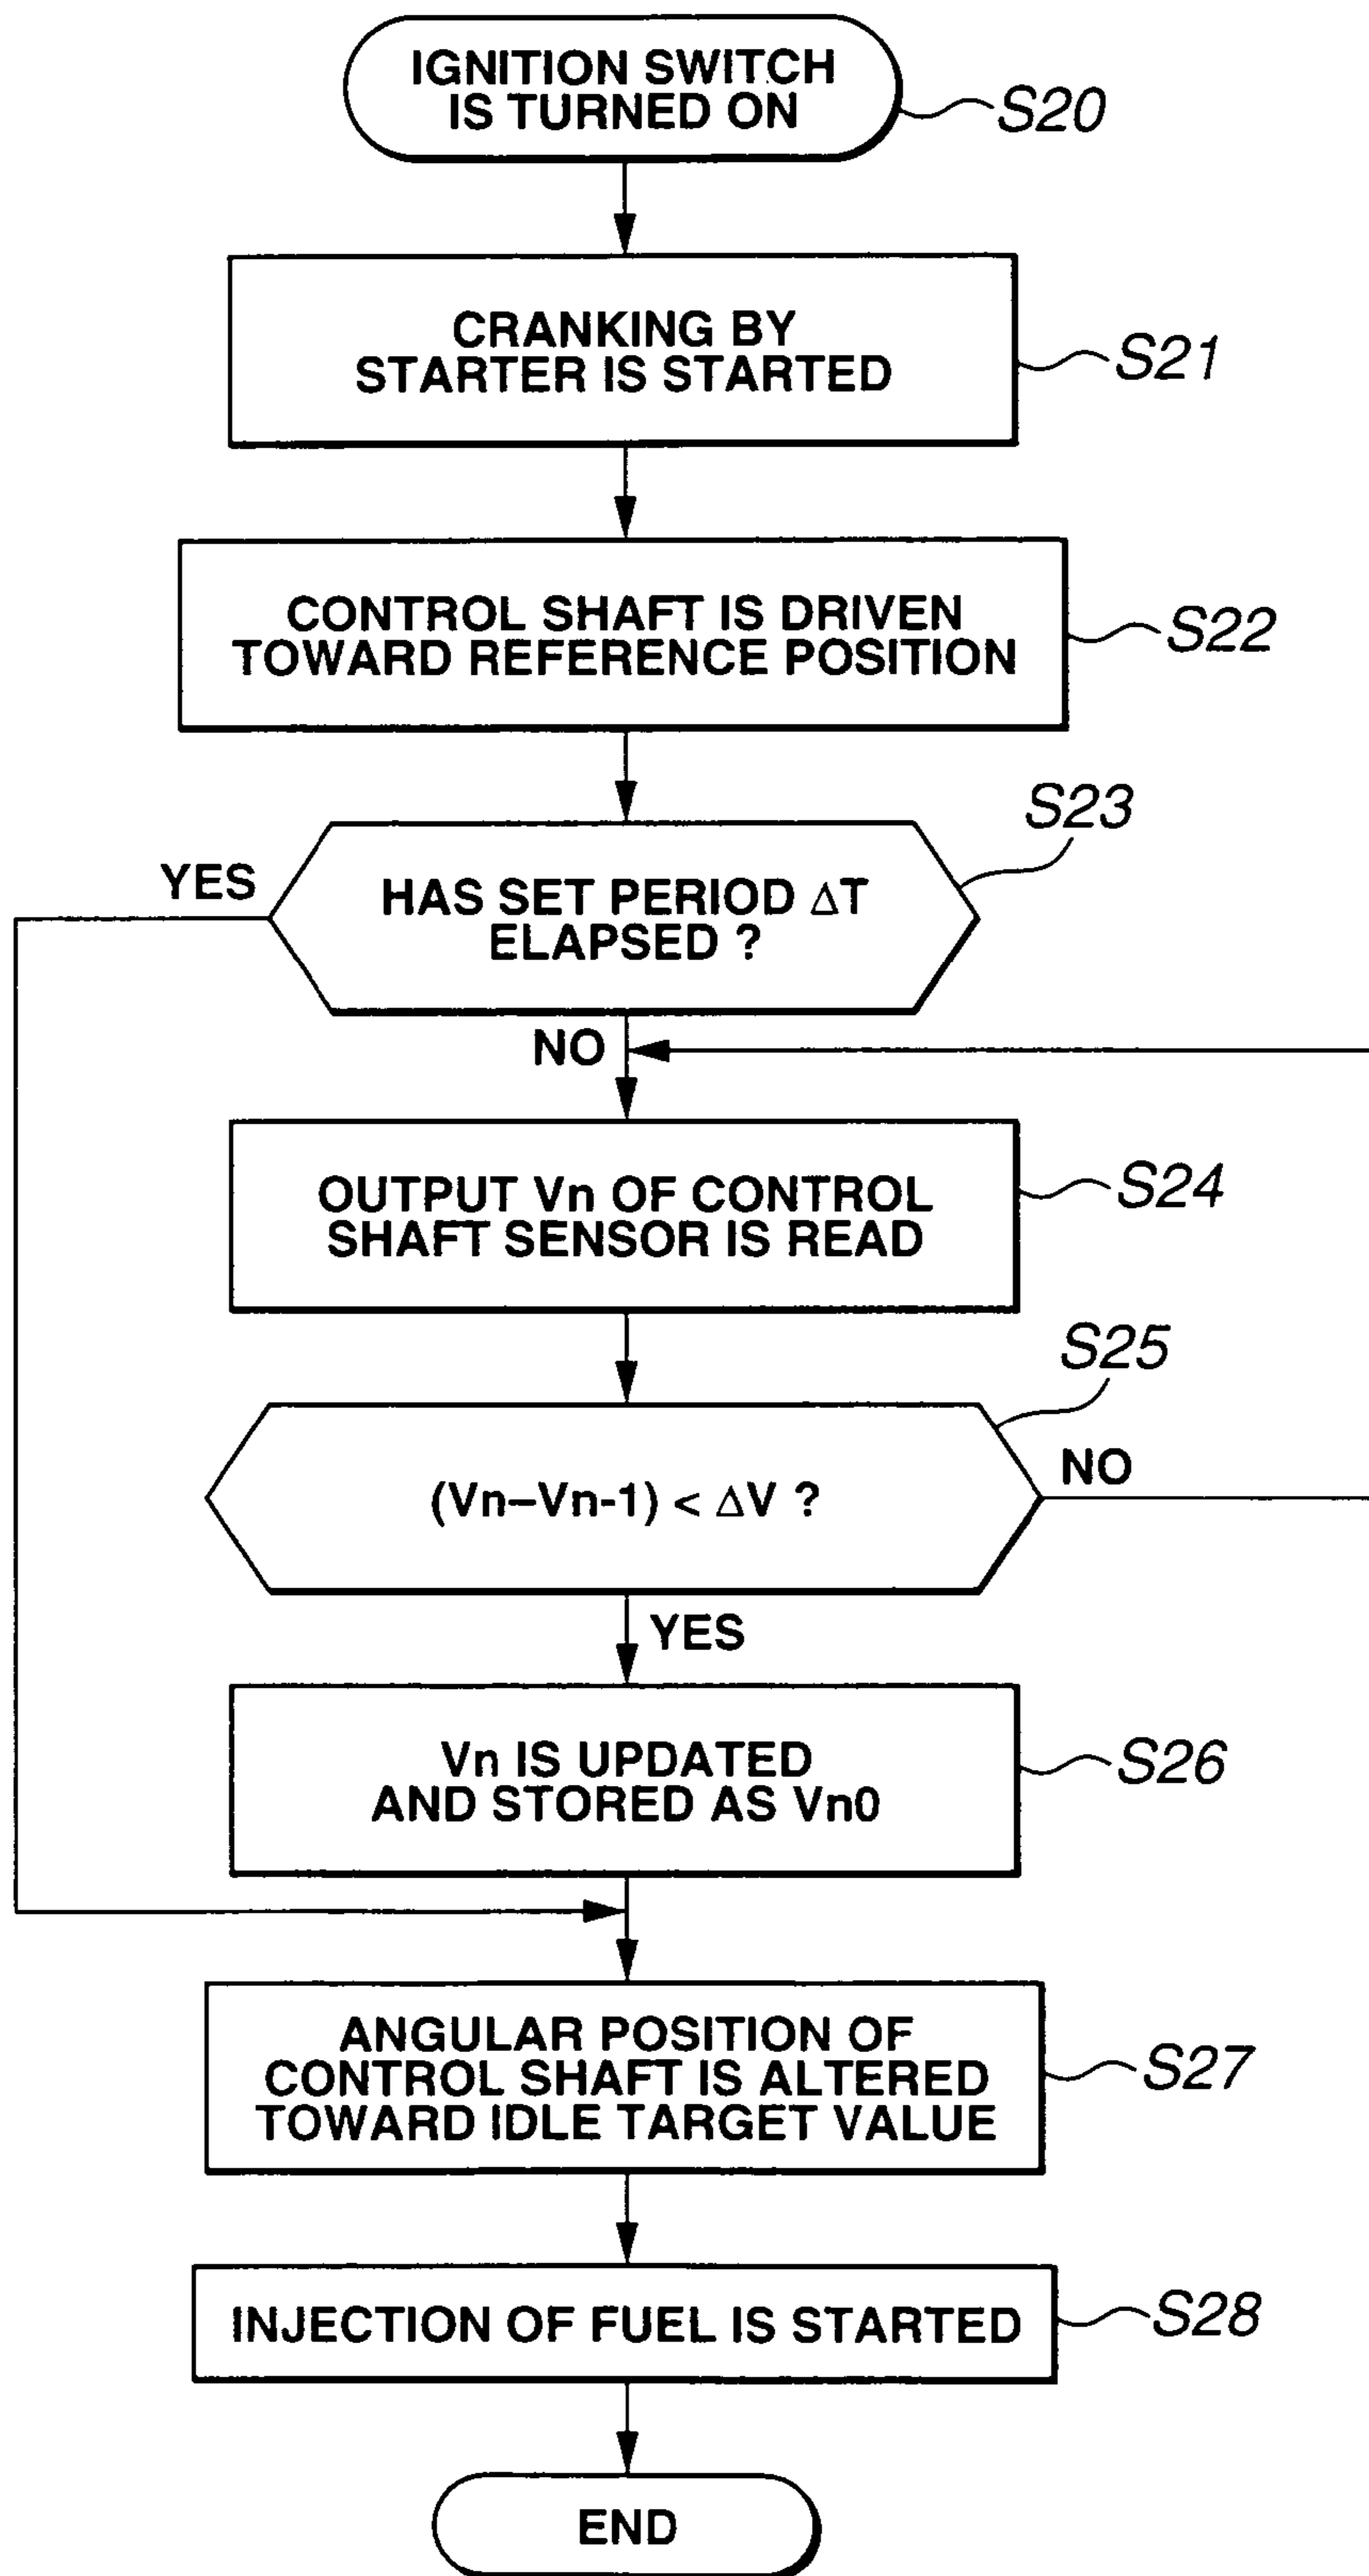 IGNITION SWITCH
IS TURNED ON
S20
CRANKING BY
STARTER IS STARTED
S21
CONTROL SHAFT IS DRIVEN
TOWARD REFERENCE POSITION
S22
S23
YES
HAS SET PERIOD ΔT
ELAPSED ?
NO
OUTPUT Vn OF CONTROL
SHAFT SENSOR IS READ
S24
S25
(Vn–Vn-1) < ΔV ?
NO
YES
Vn IS UPDATED
AND STORED AS Vn0
S26
ANGULAR POSITION OF
CONTROL SHAFT IS ALTERED
TOWARD IDLE TARGET VALUE
S27
INJECTION OF FUEL IS STARTED
S28
END